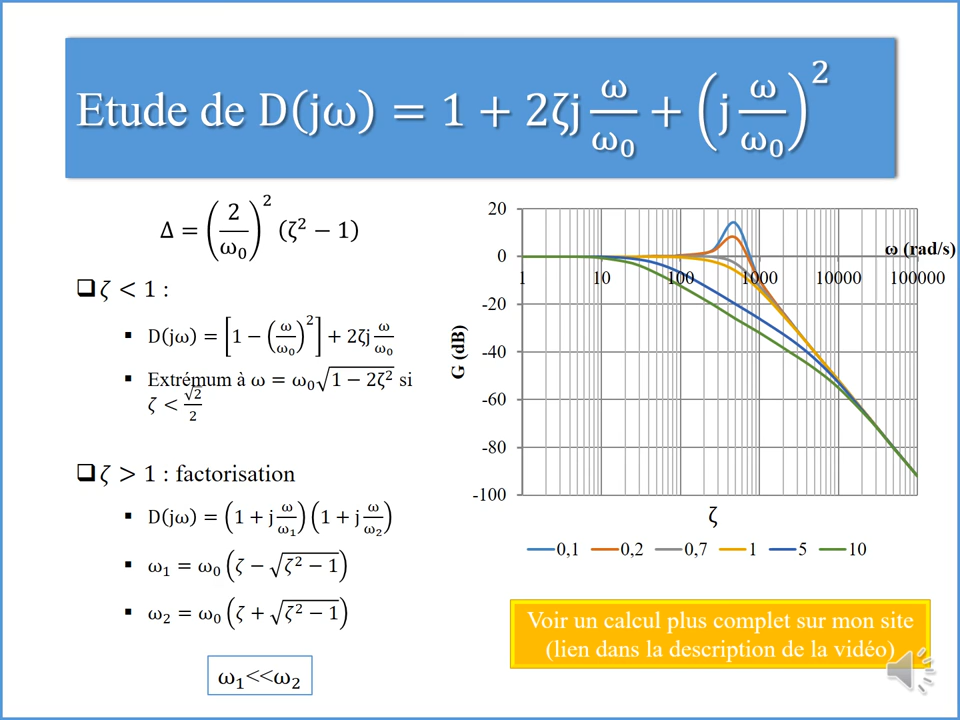 Etude de D(jω) = 1 + 2ζj ω/ω₀ + (j ω/ω₀)²
Δ = (2/ω₀)² (ζ² − 1)
❑ ζ < 1 :
▪ D(jω) = [1 − (ω/ω₀)²] + 2ζj ω/ω₀
▪ Extrémum à ω = ω₀√(1 − 2ζ²) si
ζ < √2/2
❑ ζ > 1 : factorisation
▪ D(jω) = (1 + j ω/ω₁)(1 + j ω/ω₂)
▪ ω₁ = ω₀ (ζ − √(ζ² − 1))
▪ ω₂ = ω₀ (ζ + √(ζ² − 1))
ω₁<<ω₂
20
0
-20
-40
-60
-80
-100
G (dB)
ω (rad/s)
1 10 100 1000 10000 100000
ζ
0,1 0,2 0,7 1 5 10
Voir un calcul plus complet sur mon site
(lien dans la description de la vidéo)